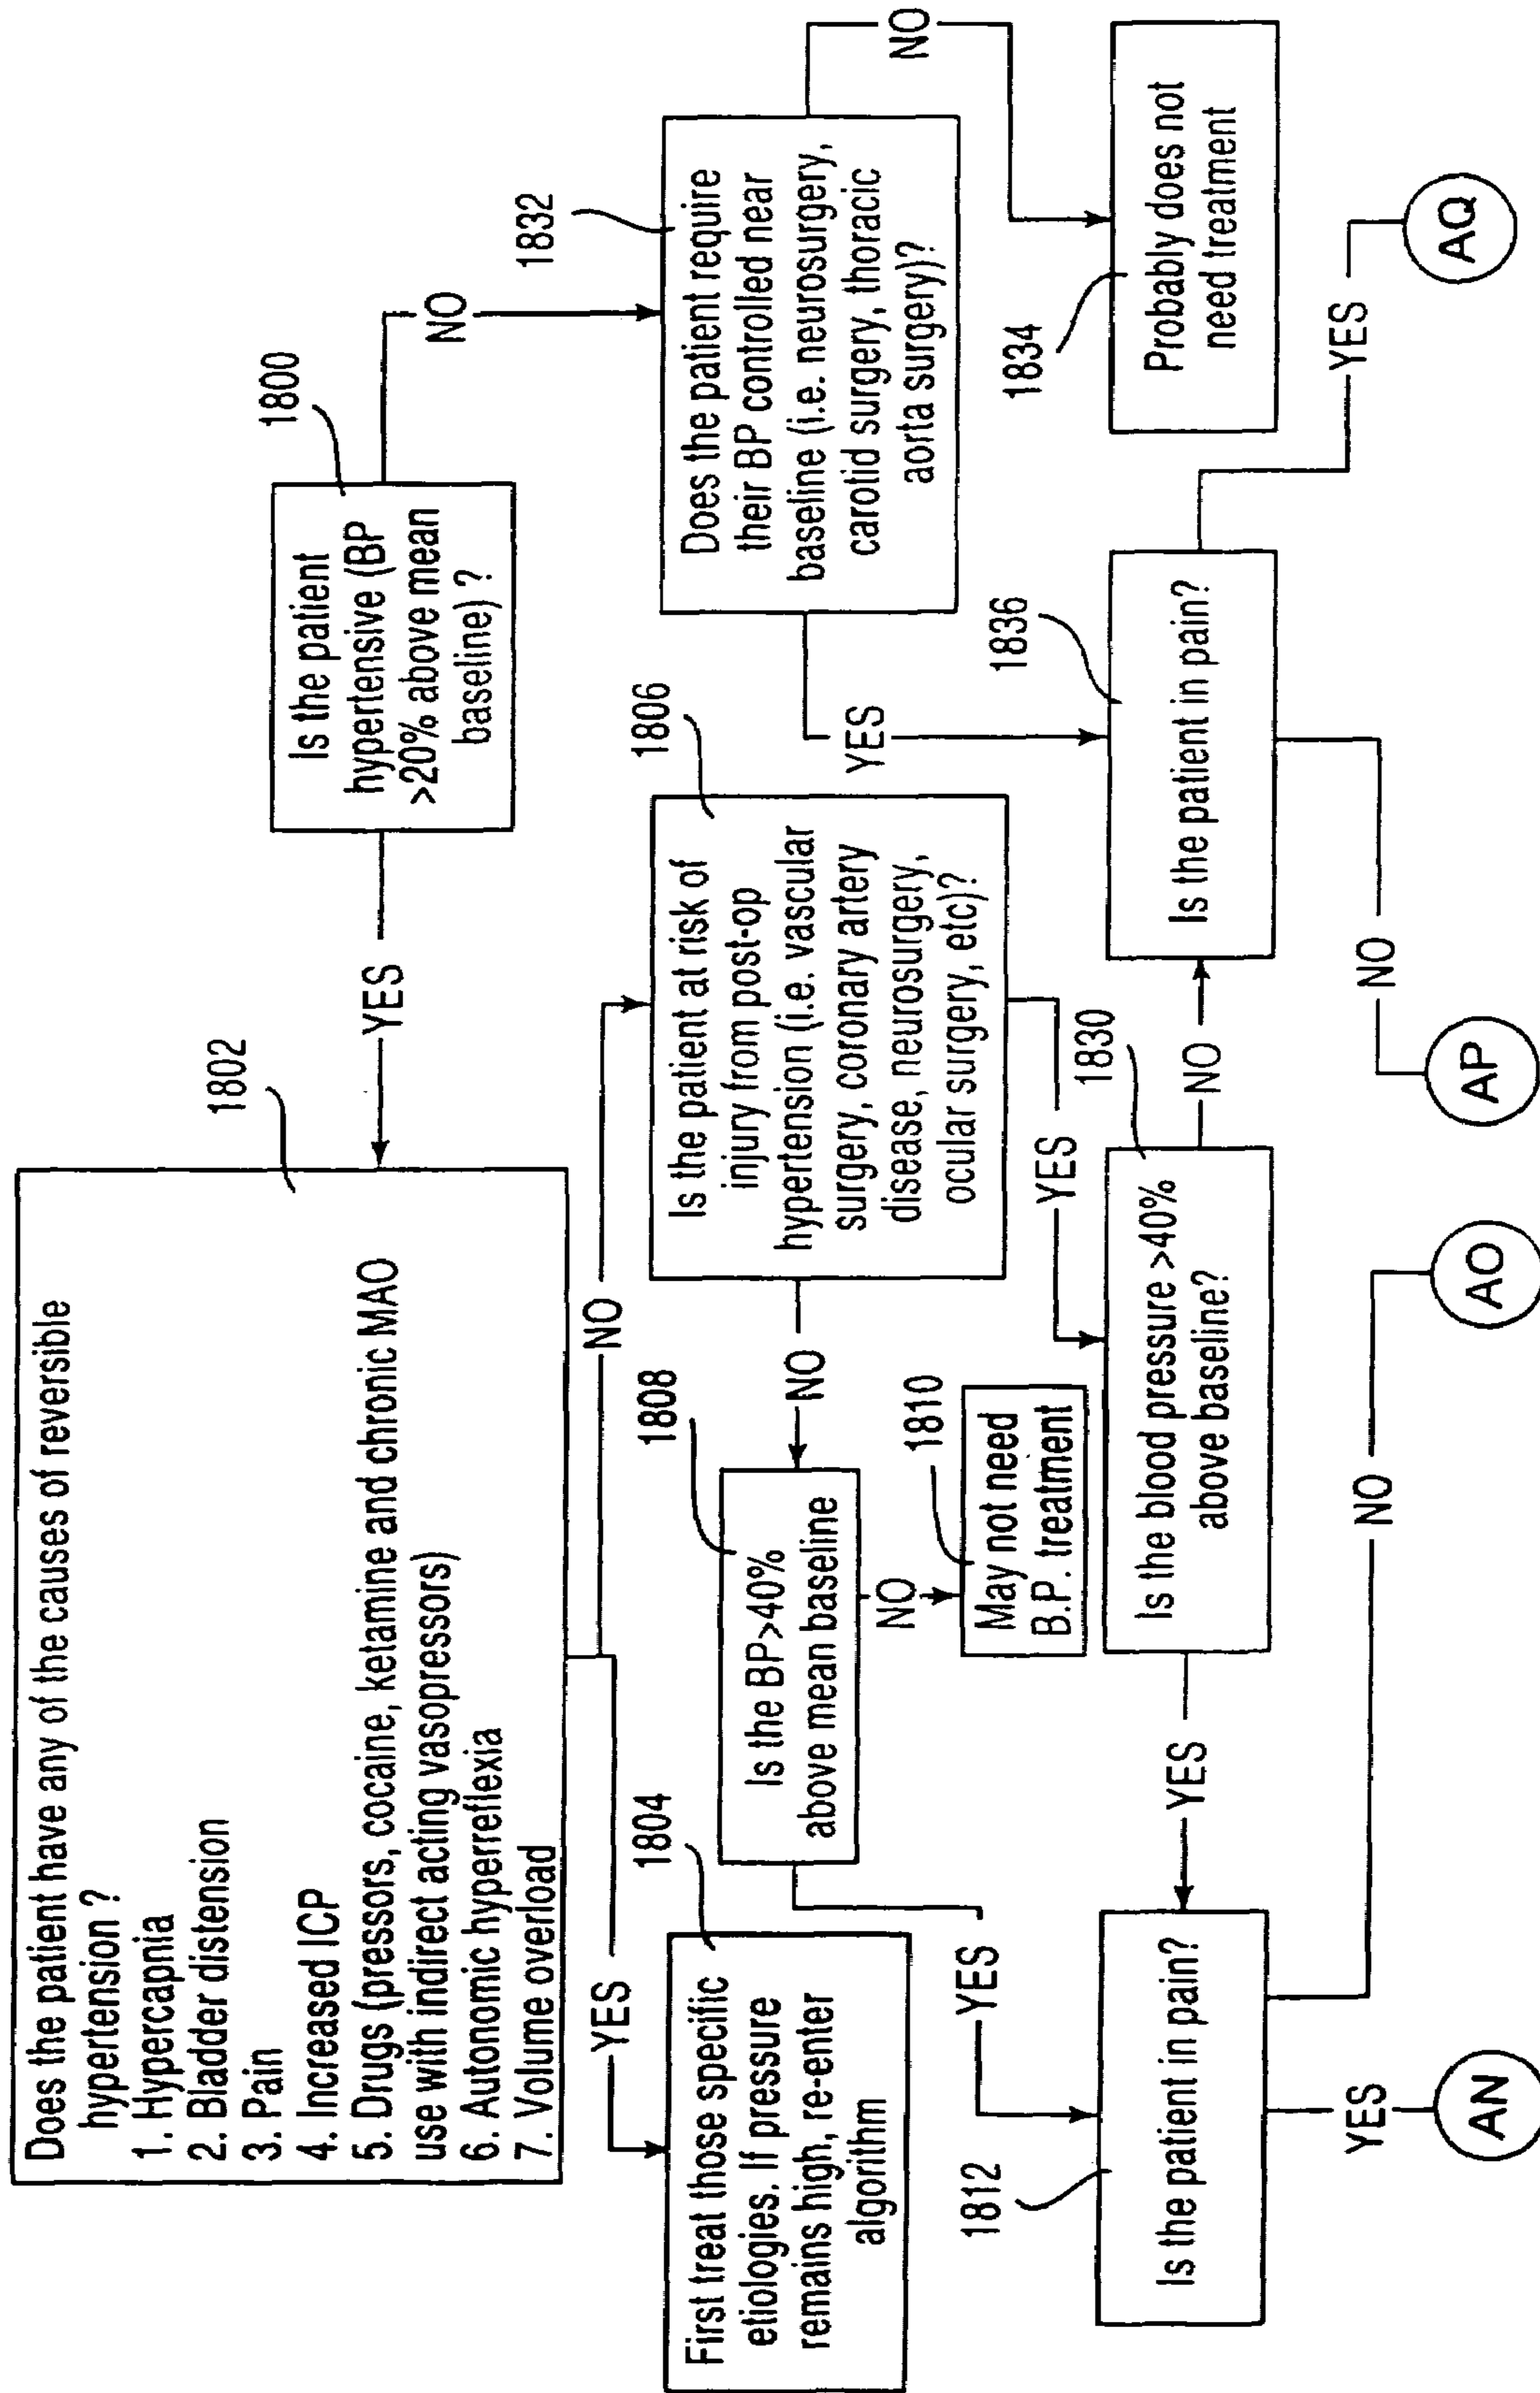 1800
Is the patient
hypertensive (BP
>20% above mean
baseline) ?
YES
NO
1802
Does the patient have any of the causes of reversible
hypertension ?
1. Hypercapnia
2. Bladder distension
3. Pain
4. Increased ICP
5. Drugs (pressors, cocaine, ketamine and chronic MAO
use with indirect acting vasopressors)
6. Autonomic hyperreflexia
7. Volume overload
YES
NO
1804
First treat those specific
etiologies. If pressure
remains high, re-enter
algorithm
1806
Is the patient at risk of
injury from post-op
hypertension (i.e. vascular
surgery, coronary artery
disease, neurosurgery,
ocular surgery, etc)?
NO
YES
1808
Is the BP>40%
above mean baseline
YES
NO
1810
May not need
B.P. treatment
1832
Does the patient require
their BP controlled near
baseline (i.e. neurosurgery,
carotid surgery, thoracic
aorta surgery)?
YES
NO
1834
Probably does not
need treatment
1812
Is the patient in pain?
YES
NO
1830
Is the blood pressure >40%
above baseline?
YES
NO
1836
Is the patient in pain?
NO
YES
AN
AO
AP
AQ